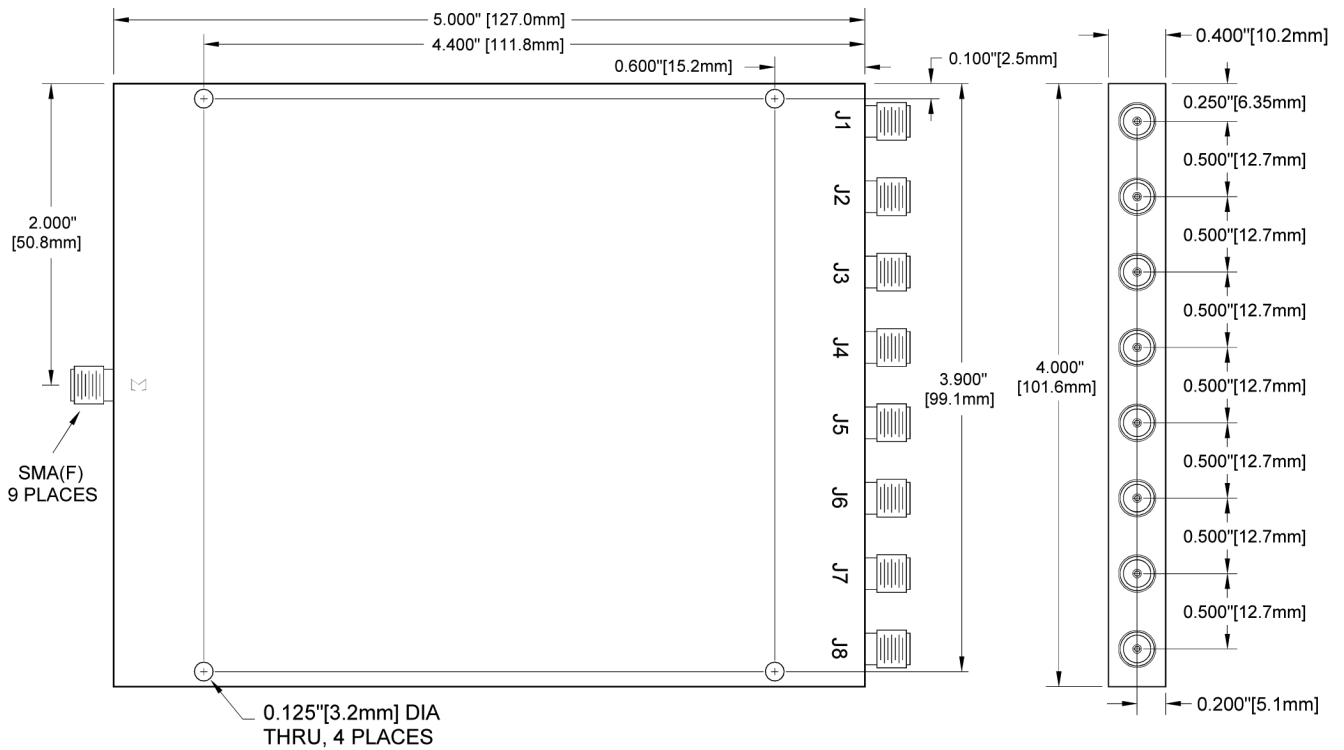 5.000" [127.0mm]
4.400" [111.8mm]
0.600"[15.2mm]
0.100"[2.5mm]
0.400"[10.2mm]
0.250"[6.35mm]
J1
0.500"[12.7mm]
J2
2.000"
[50.8mm]
0.500"[12.7mm]
J3
0.500"[12.7mm]
J4
3.900"
[99.1mm]
4.000"
[101.6mm]
0.500"[12.7mm]
J5
0.500"[12.7mm]
SMA(F)
9 PLACES
J6
0.500"[12.7mm]
J7
0.500"[12.7mm]
J8
0.125"[3.2mm] DIA
THRU, 4 PLACES
0.200"[5.1mm]